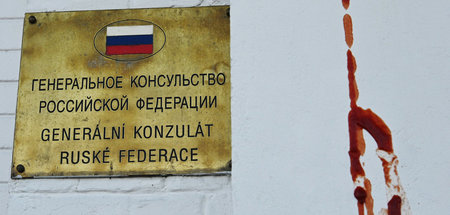 ГЕНЕРАЛЬНОЕ КОНСУЛЬСТВО
РОССИЙСКОЙ ФЕДЕРАЦИИ
GENERÁLNÍ KONZULÁT
RUSKÉ FEDERACE